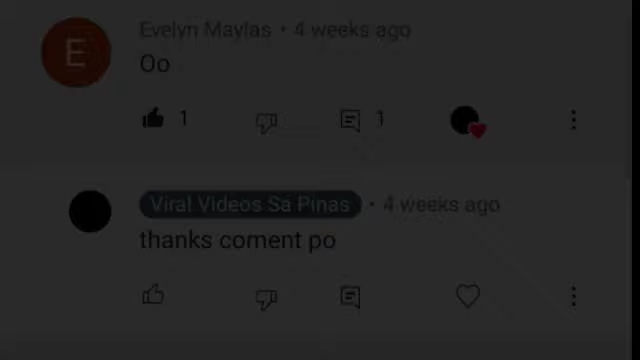 E
Evelyn Maylas • 4 weeks ago
Oo
1
1
Viral Videos Sa Pinas • 4 weeks ago
thanks coment po